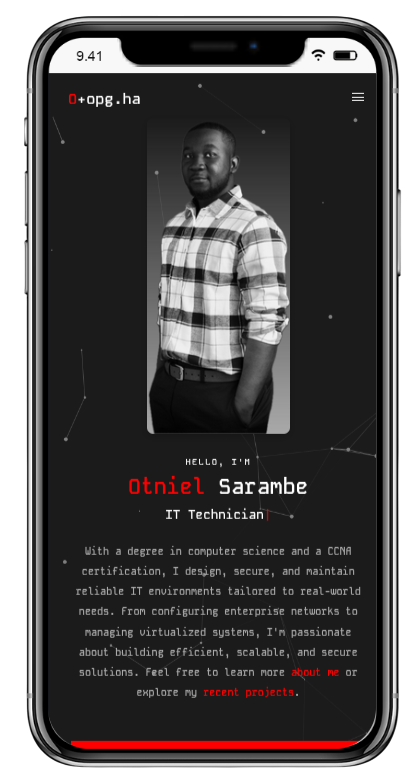 9.41
0+opg.ha
HELLO, I'M
Otniel Sarambe
IT Technician|
With a degree in computer science and a CCNA
certification, I design, secure, and maintain
reliable IT environments tailored to real-world
needs. From configuring enterprise networks to
managing virtualized systems, I'm passionate
about building efficient, scalable, and secure
solutions. Feel free to learn more about me or
explore my recent projects.